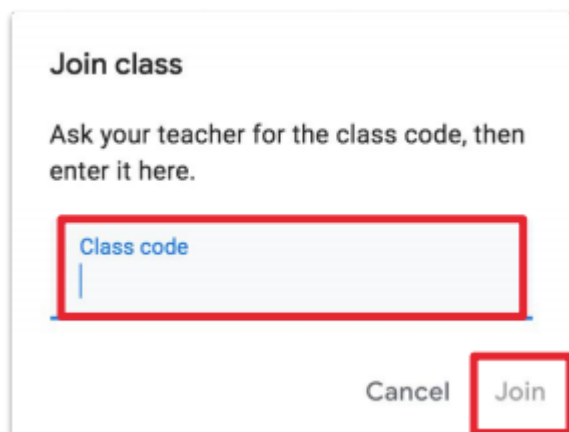 Join class
Ask your teacher for the class code, then
enter it here.
Class code
Cancel Join